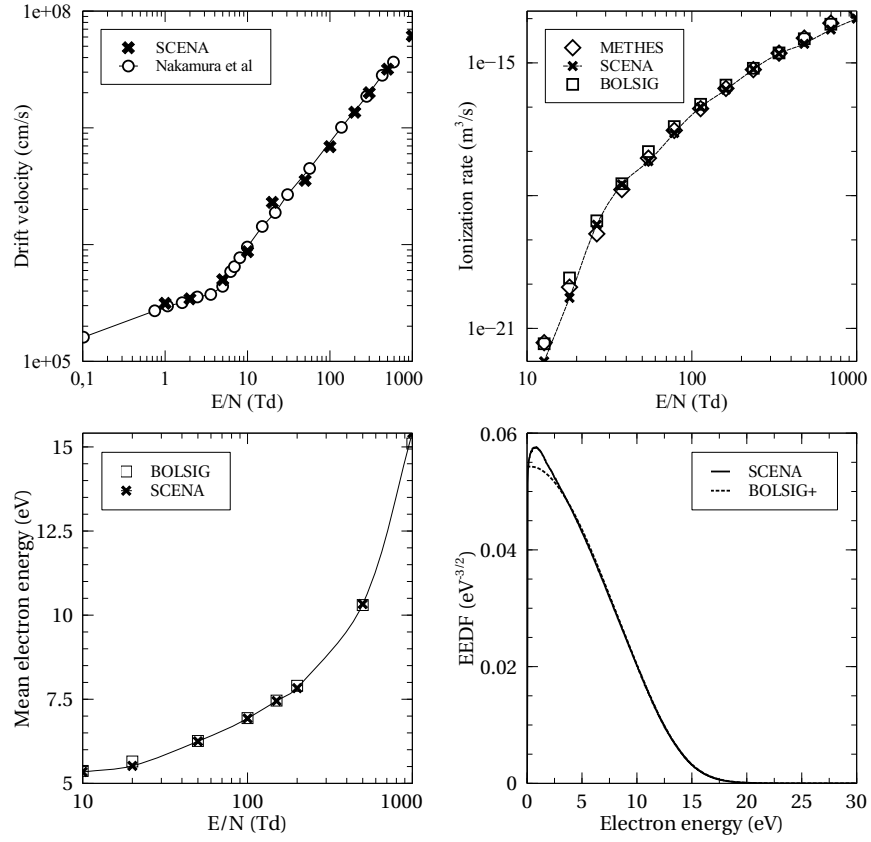 1e+08
SCENA
Nakamura et al
Drift velocity (cm/s)
1e+05
0,1
1
10
100
1000
E/N (Td)
METHES
SCENA
BOLSIG
1e-15
Ionization rate (m³/s)
1e-21
10
100
1000
E/N (Td)
BOLSIG
SCENA
15
12.5
10
7.5
5
Mean electron energy (eV)
10
100
1000
E/N (Td)
SCENA
BOLSIG+
0.06
0.04
0.02
0
EEDF (eV^-3/2)
0
5
10
15
20
25
30
Electron energy (eV)